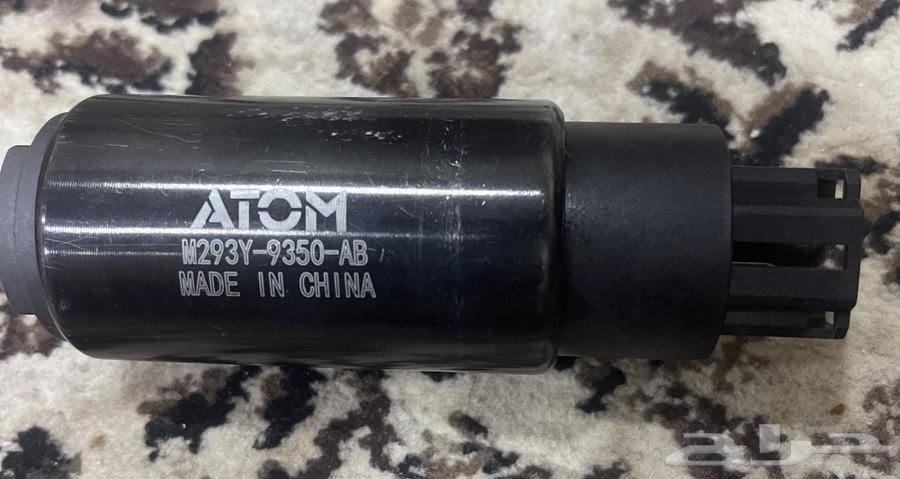 ATOM
M293Y-9350-AB
MADE IN CHINA
حراج